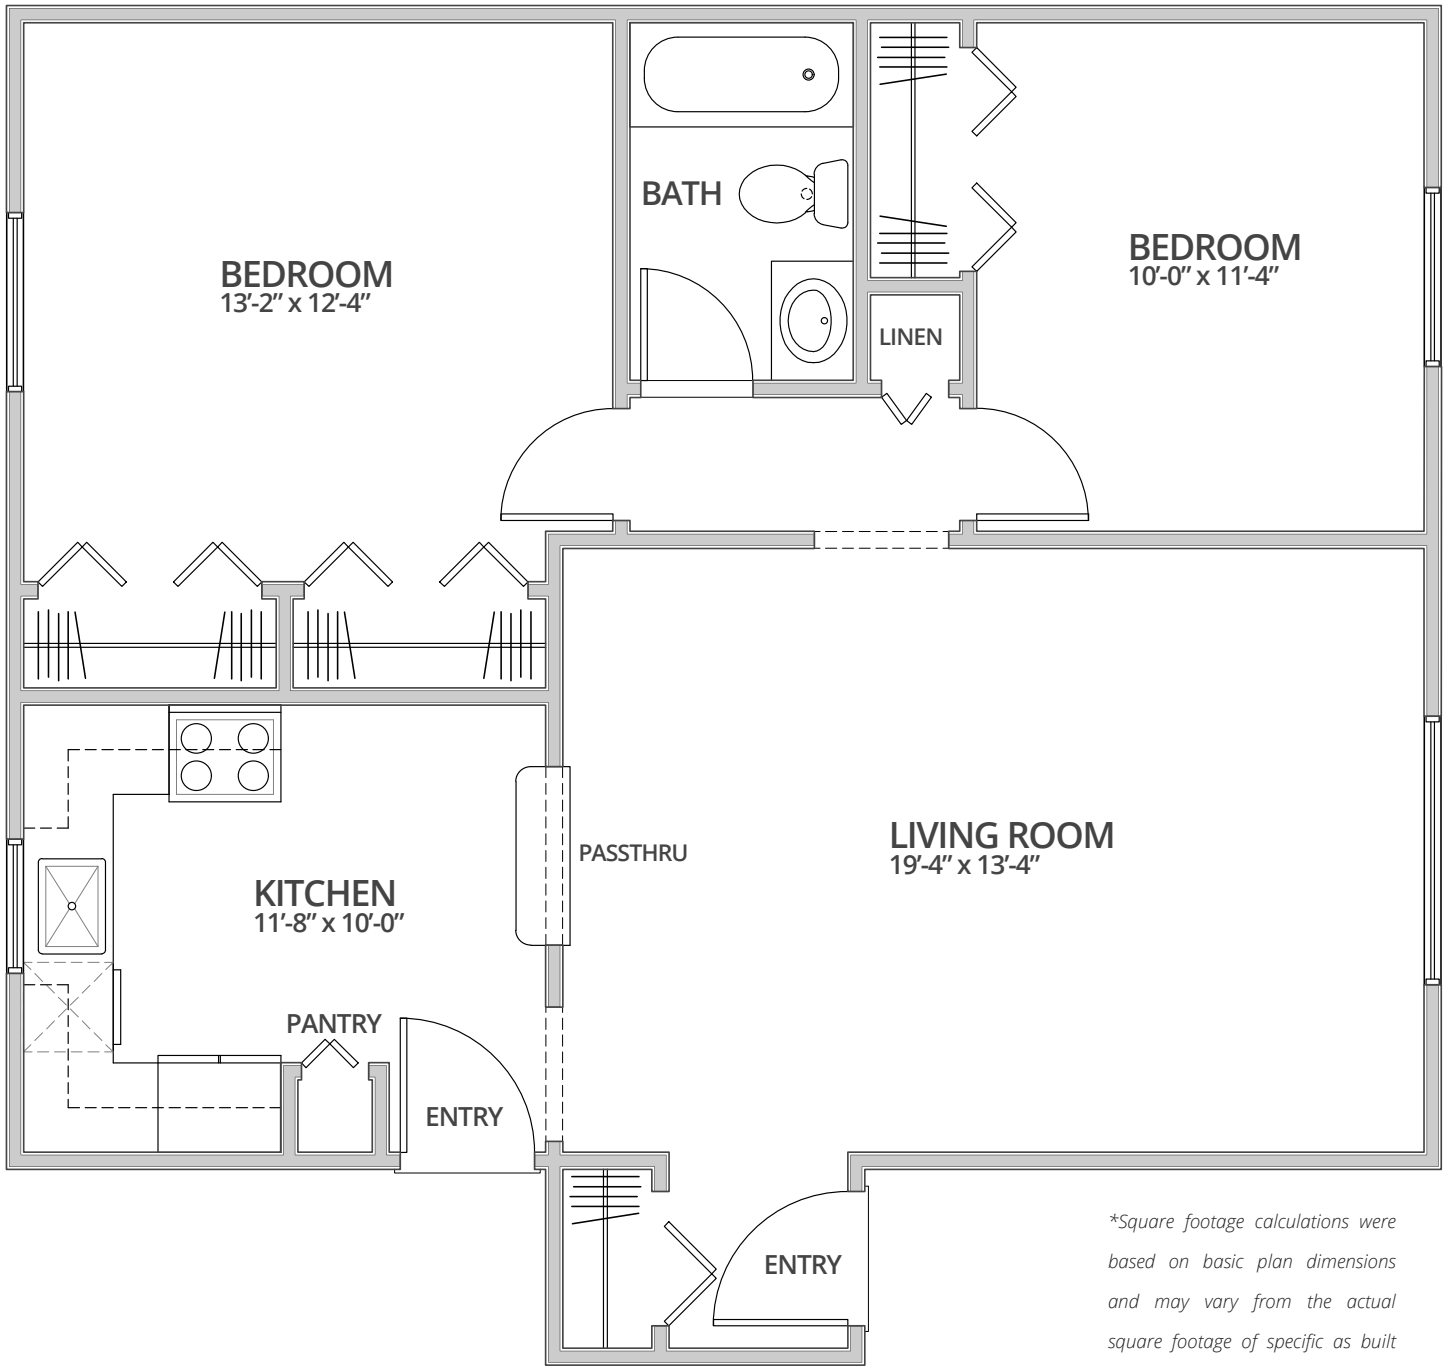 BATH
BEDROOM
13’-2” x 12’-4”
BEDROOM
10’-0” x 11’-4”
LINEN
LIVING ROOM
19’-4” x 13’-4”
PASSTHRU
KITCHEN
11’-8” x 10’-0”
PANTRY
ENTRY
ENTRY
*Square footage calculations were
based on basic plan dimensions
and may vary from the actual
square footage of specific as built